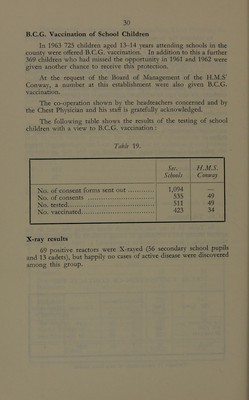 30
B.C.G. Vaccination of School Children
In 1963 725 children aged 13-14 years attending schools in the
county were offered B.C.G. vaccination. In addition to this a further
369 children who had missed the opportunity in 1961 and 1962 were
given another chance to receive this protection.
At the request of the Board of Management of the H.M.S.
Conway, a number at this establishment were also given B.C.G.
vaccination.
The co-operation shown by the headteachers concerned and by
the Chest Physician and his staff is gratefully acknowledged.
The following table shows the results of the testing of school
children with a view to B.C.G. vaccination:
Table 19.
Sec. Schools H.M.S. Conway
No. of consent forms sent out ............ 1,094 —
No. of consents ............ 535 49
No. tested............ 511 49
No. vaccinated............ 423 34
X-ray results
69 positive reactors were X-rayed (56 secondary school pupils
and 13 cadets), but happily no cases of active disease were discovered
among this group.